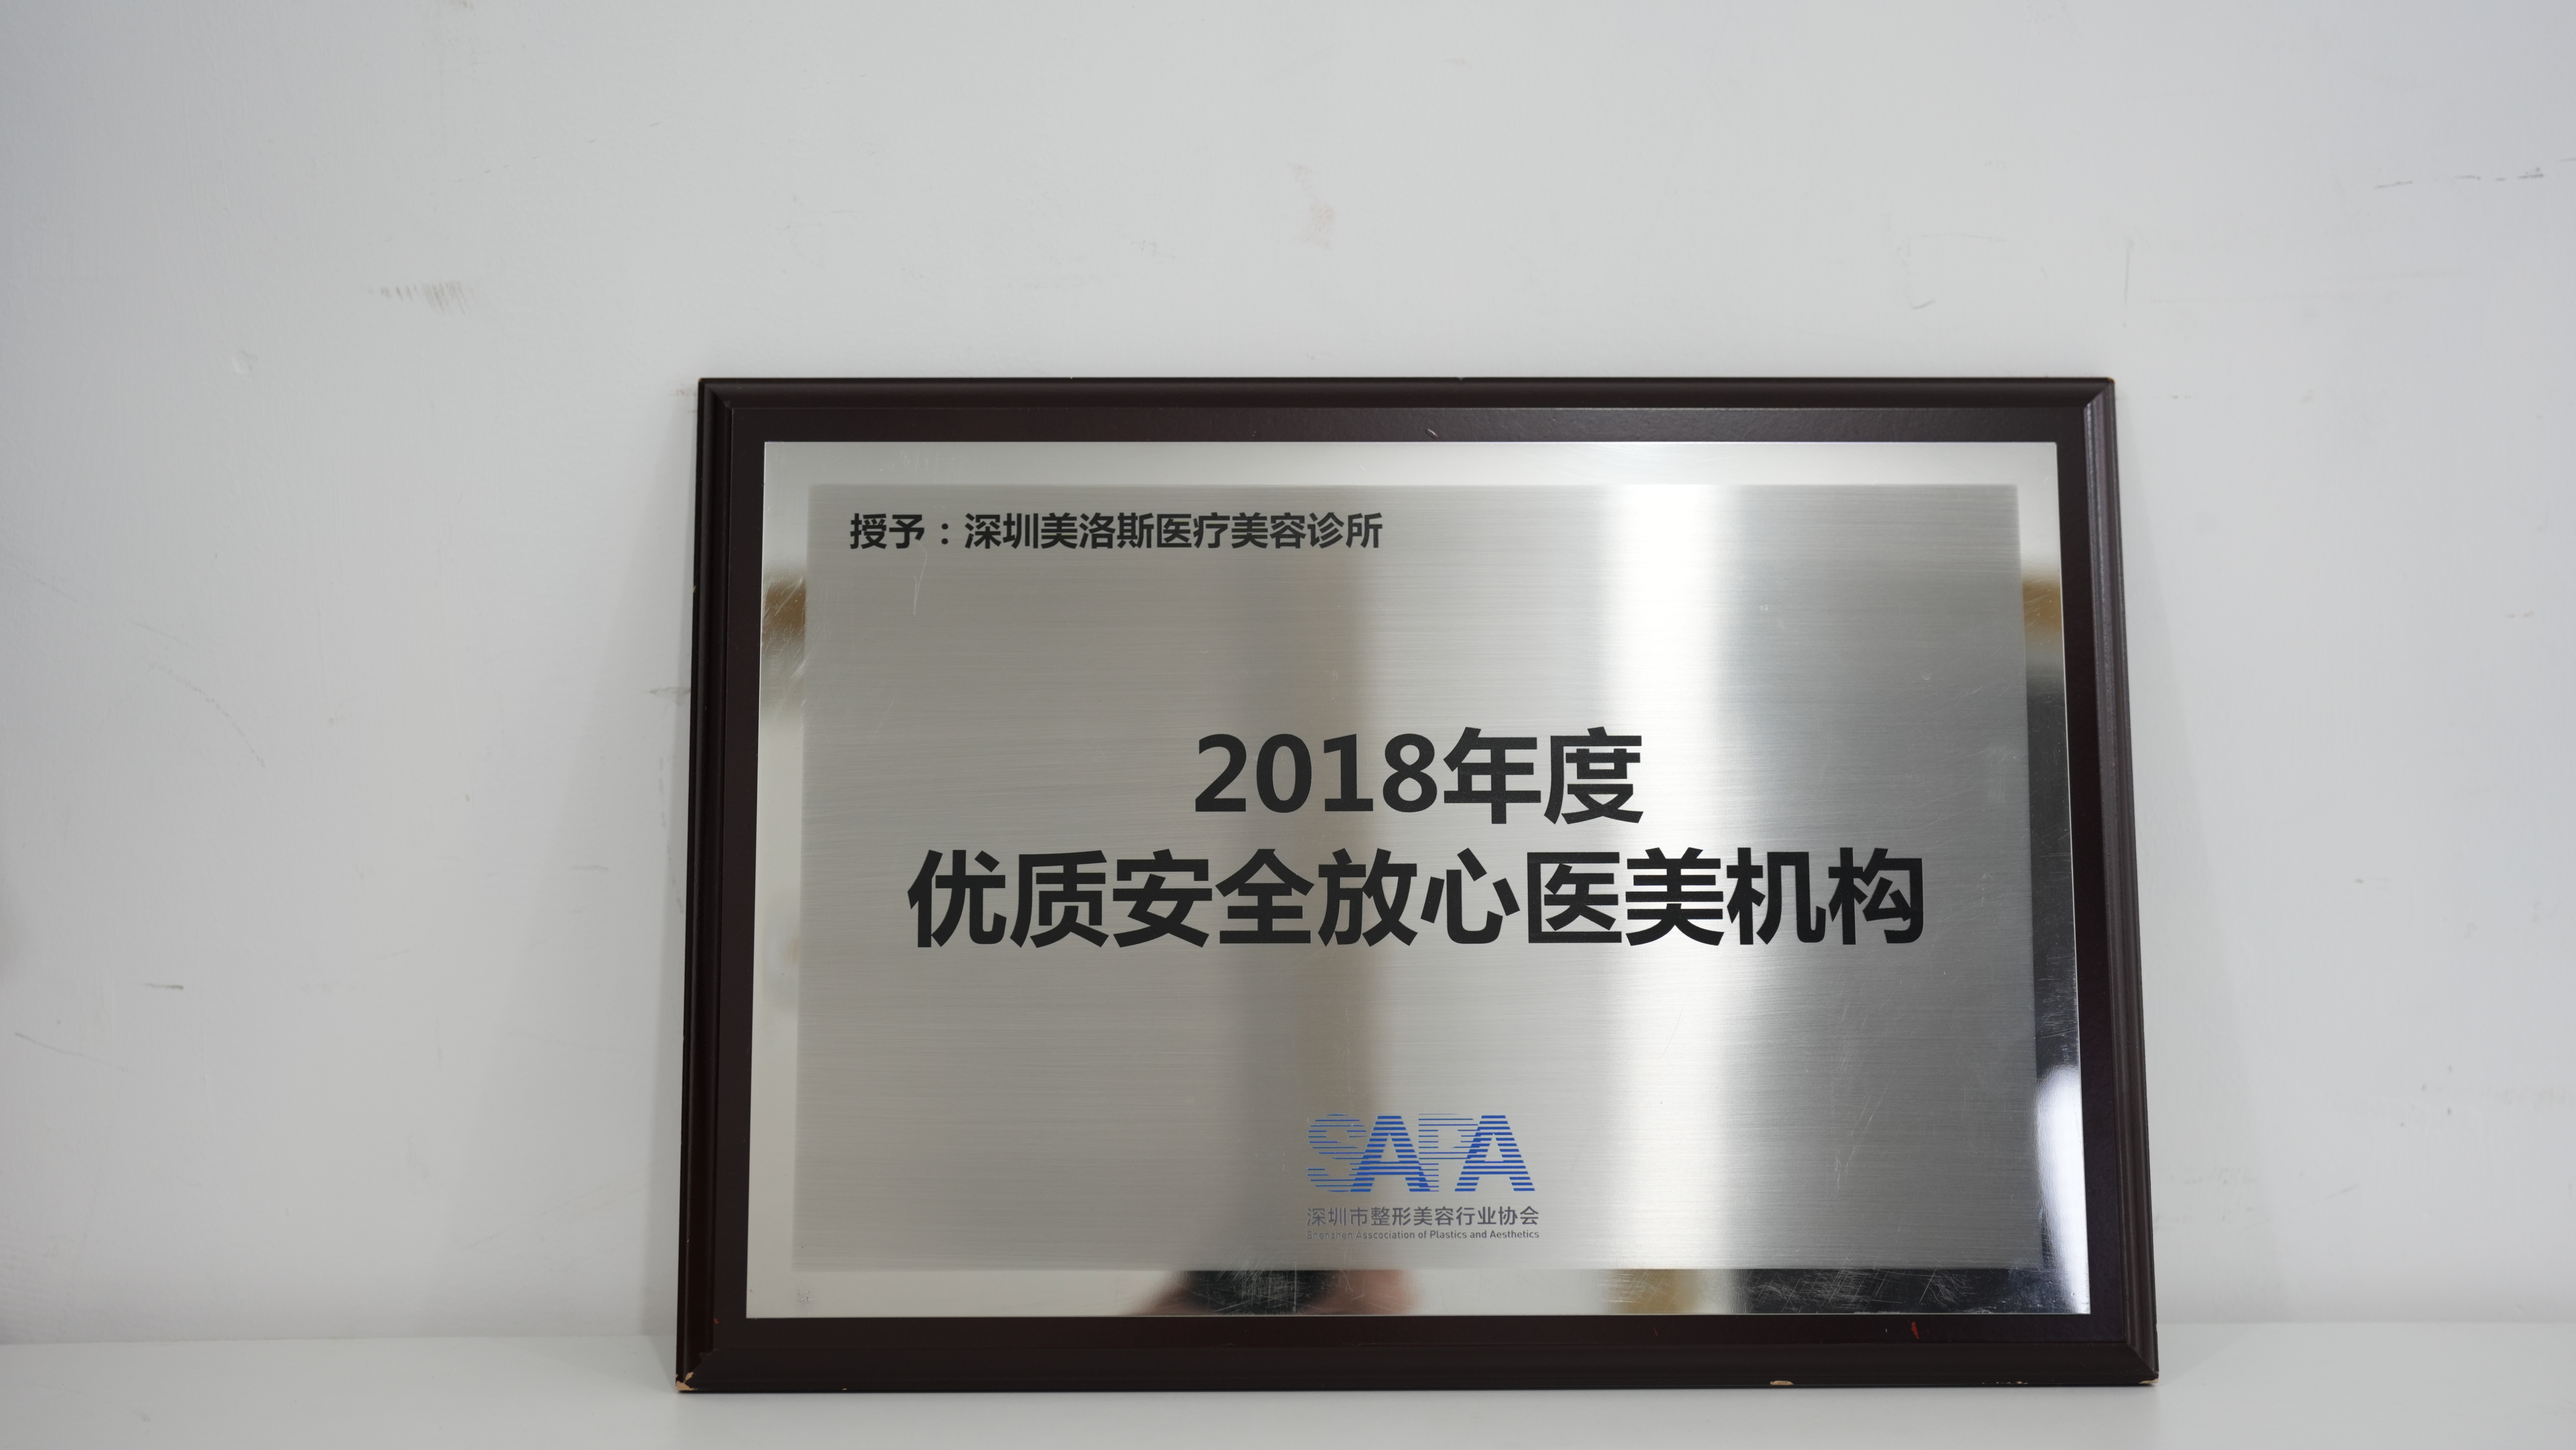 授予：深圳美洛斯医疗美容诊所
2018年度
优质安全放心医美机构
SAPA
深圳市整形美容行业协会
Shenzhen Asscociation of Plastics and Aesthetics